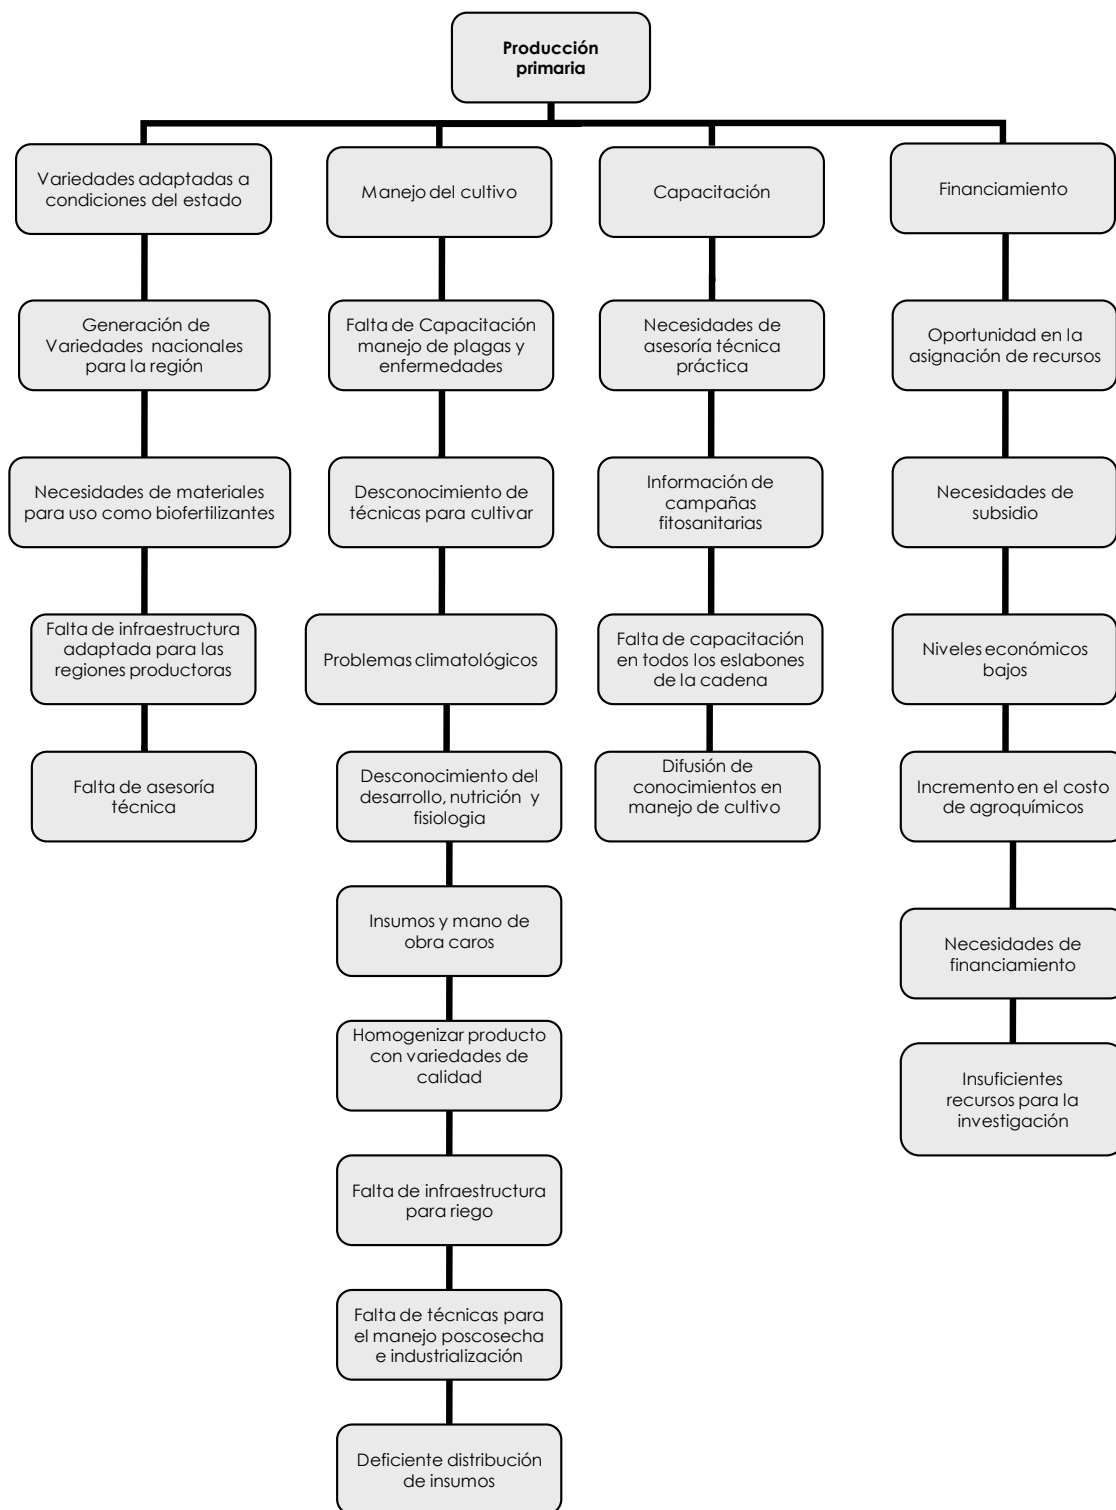 Producción
primaria
Variedades adaptadas a
condiciones del estado
Generación de
Variedades nacionales
para la región
Necesidades de materiales
para uso como biofertilizantes
Falta de infraestructura
adaptada para las
regiones productoras
Falta de asesoría
técnica
Manejo del cultivo
Falta de Capacitación
manejo de plagas y
enfermedades
Desconocimiento de
técnicas para cultivar
Problemas climatológicos
Desconocimiento del
desarrollo, nutrición y
fisiologia
Insumos y mano de
obra caros
Homogenizar producto
con variedades de
calidad
Falta de infraestructura
para riego
Falta de técnicas para
el manejo poscosecha
e industrialización
Deficiente distribución
de insumos
Capacitación
Necesidades de
asesoría técnica
práctica
Información de
campañas
fitosanitarias
Falta de capacitación
en todos los eslabones
de la cadena
Difusión de
conocimientos en
manejo de cultivo
Financiamiento
Oportunidad en la
asignación de recursos
Necesidades de
subsidio
Niveles económicos
bajos
Incremento en el costo
de agroquímicos
Necesidades de
financiamiento
Insuficientes
recursos para la
investigación